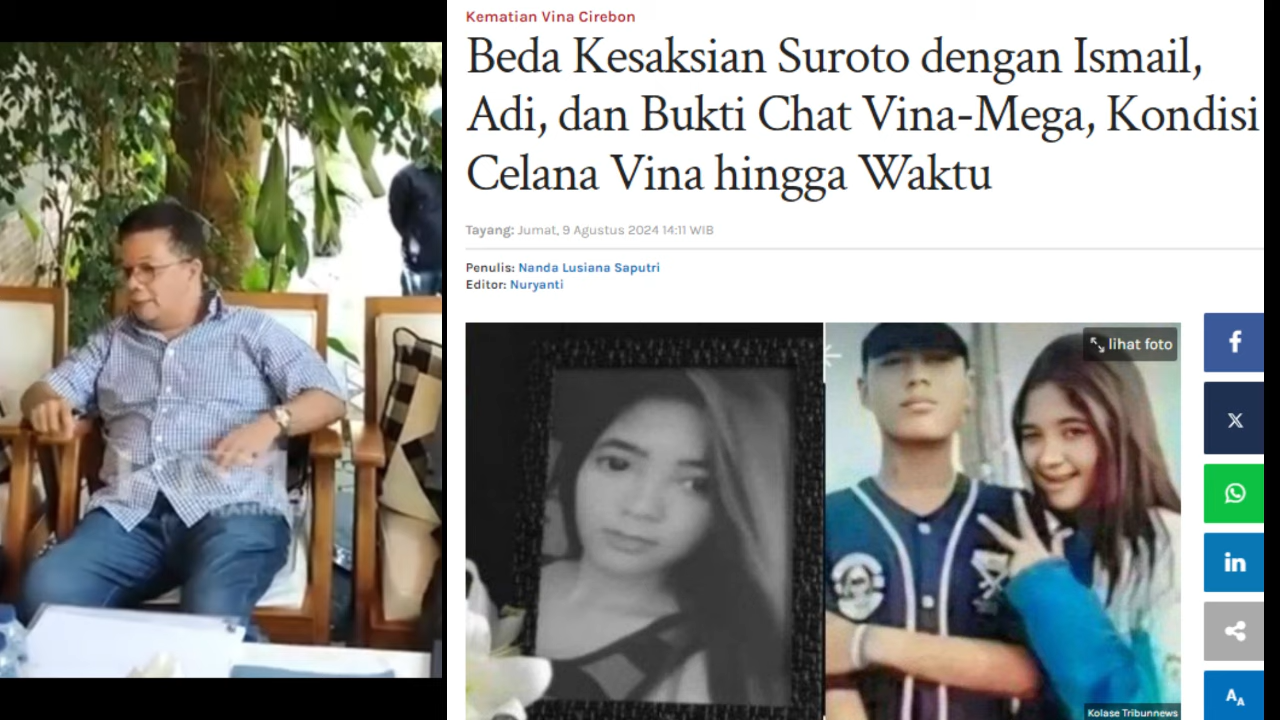 Kematian Vina Cirebon
Beda Kesaksian Suroto dengan Ismail,
Adi, dan Bukti Chat Vina-Mega, Kondisi
Celana Vina hingga Waktu
Tayang: Jumat, 9 Agustus 2024 14:11 WIB
Penulis: Nanda Lusiana Saputri
Editor: Nuryanti
lihat foto
Kolase Tribunnews